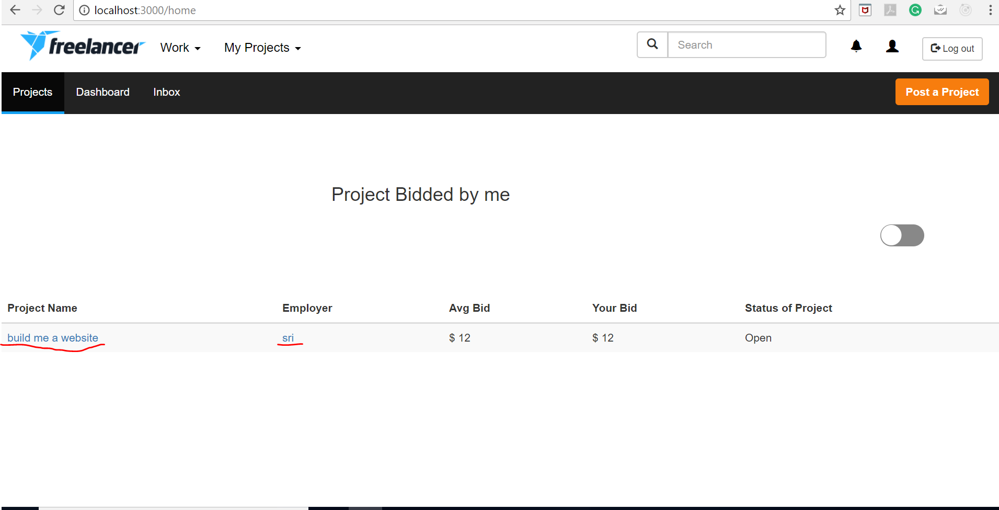 localhost:3000/home
freelancer Work My Projects Search Log out
Projects Dashboard Inbox Post a Project
Project Bidded by me
Project Name Employer Avg Bid Your Bid Status of Project
build me a website sri $ 12 $ 12 Open